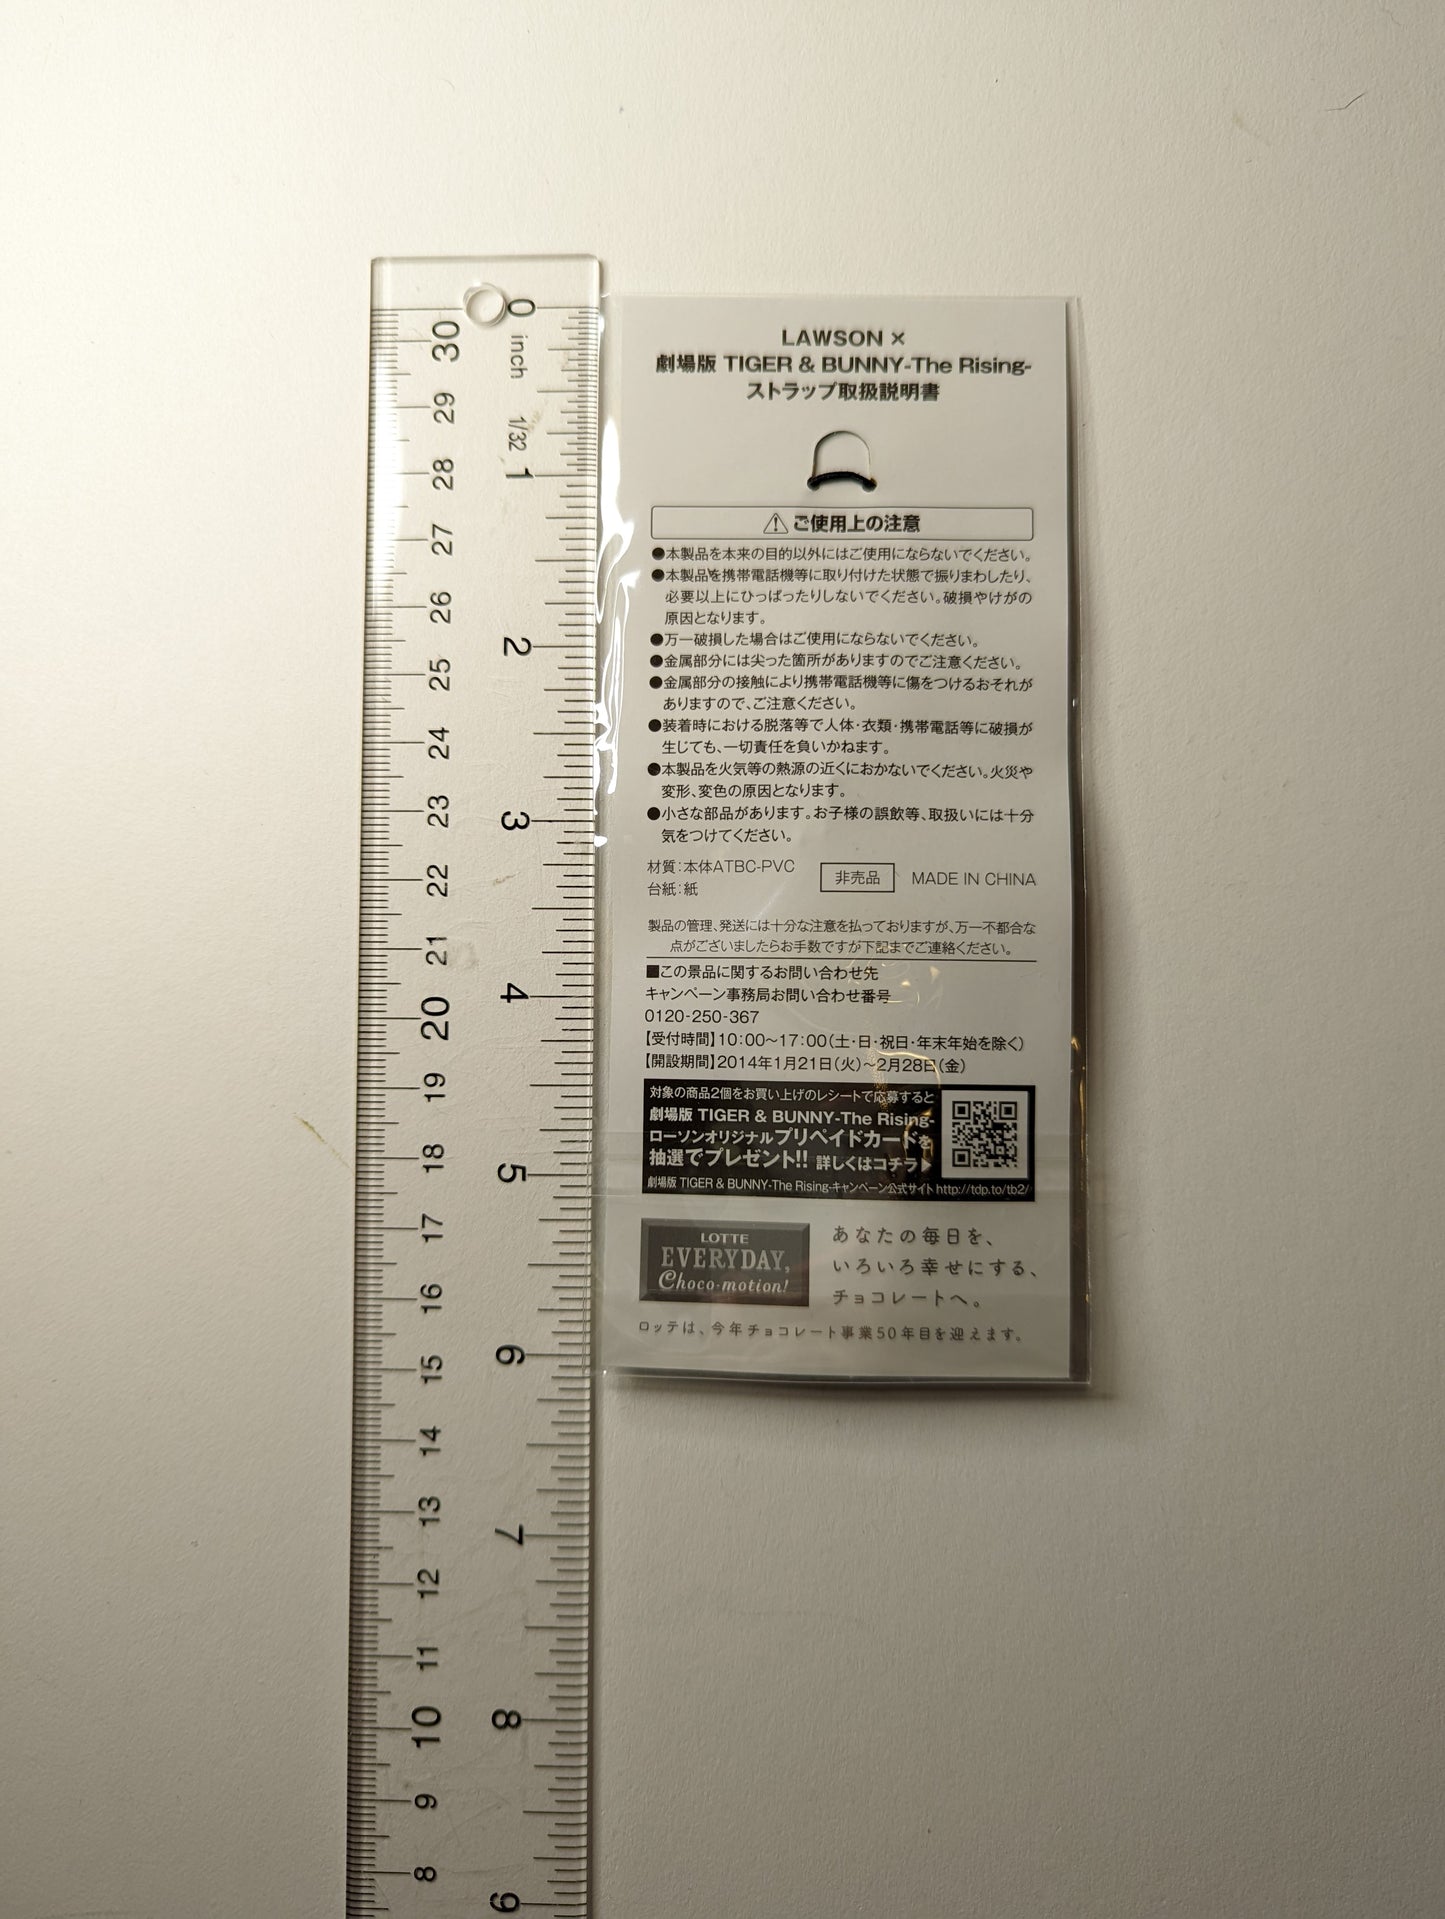 0
inch
1/32
1
2
3
4
5
6
7
8
9
30
29
28
27
26
25
24
23
22
21
20
19
18
17
16
15
14
13
12
11
10
9
8
LAWSON ×
劇場版 TIGER & BUNNY-The Rising-
ストラップ取扱説明書
⚠ご使用上の注意
●本製品を本来の目的以外にはご使用にならないでください。
●本製品を携帯電話機等に取り付けた状態で振りまわしたり、
必要以上にひっぱったりしないでください。破損やけがの
原因となります。
●万一破損した場合はご使用にならないでください。
●金属部分には尖った箇所がありますのでご注意ください。
●金属部分の接触により携帯電話機等に傷をつけるおそれが
ありますので、ご注意ください。
●装着時における脱落等で人体・衣類・携帯電話等に破損が
生じても、一切責任を負いかねます。
●本製品を火気等の熱源の近くにおかないでください。火災や
変形、変色の原因となります。
●小さな部品があります。お子様の誤飲等、取扱いには十分
気をつけてください。
材質：本体ATBC-PVC
台紙：紙
非売品
MADE IN CHINA
製品の管理、発送には十分な注意を払っておりますが、万一不都合な
点がございましたらお手数ですが下記までご連絡ください。
■この景品に関するお問い合わせ先
キャンペーン事務局お問い合わせ番号
0120-250-367
【受付時間】10：00～17：00（土・日・祝日・年末年始を除く）
【開設期間】2014年1月21日（火）～2月28日（金）
対象の商品2個をお買い上げのレシートで応募すると
劇場版 TIGER & BUNNY-The Rising-
ローソンオリジナルプリペイドカードを
抽選でプレゼント!! 詳しくはコチラ▶
劇場版 TIGER & BUNNY-The Rising-キャンペーン公式サイト http://tdp.to/tb2/
LOTTE
EVERYDAY,
Choco-motion!
あなたの毎日を、
いろいろ幸せにする、
チョコレートへ。
ロッテは、今年チョコレート事業50年目を迎えます。